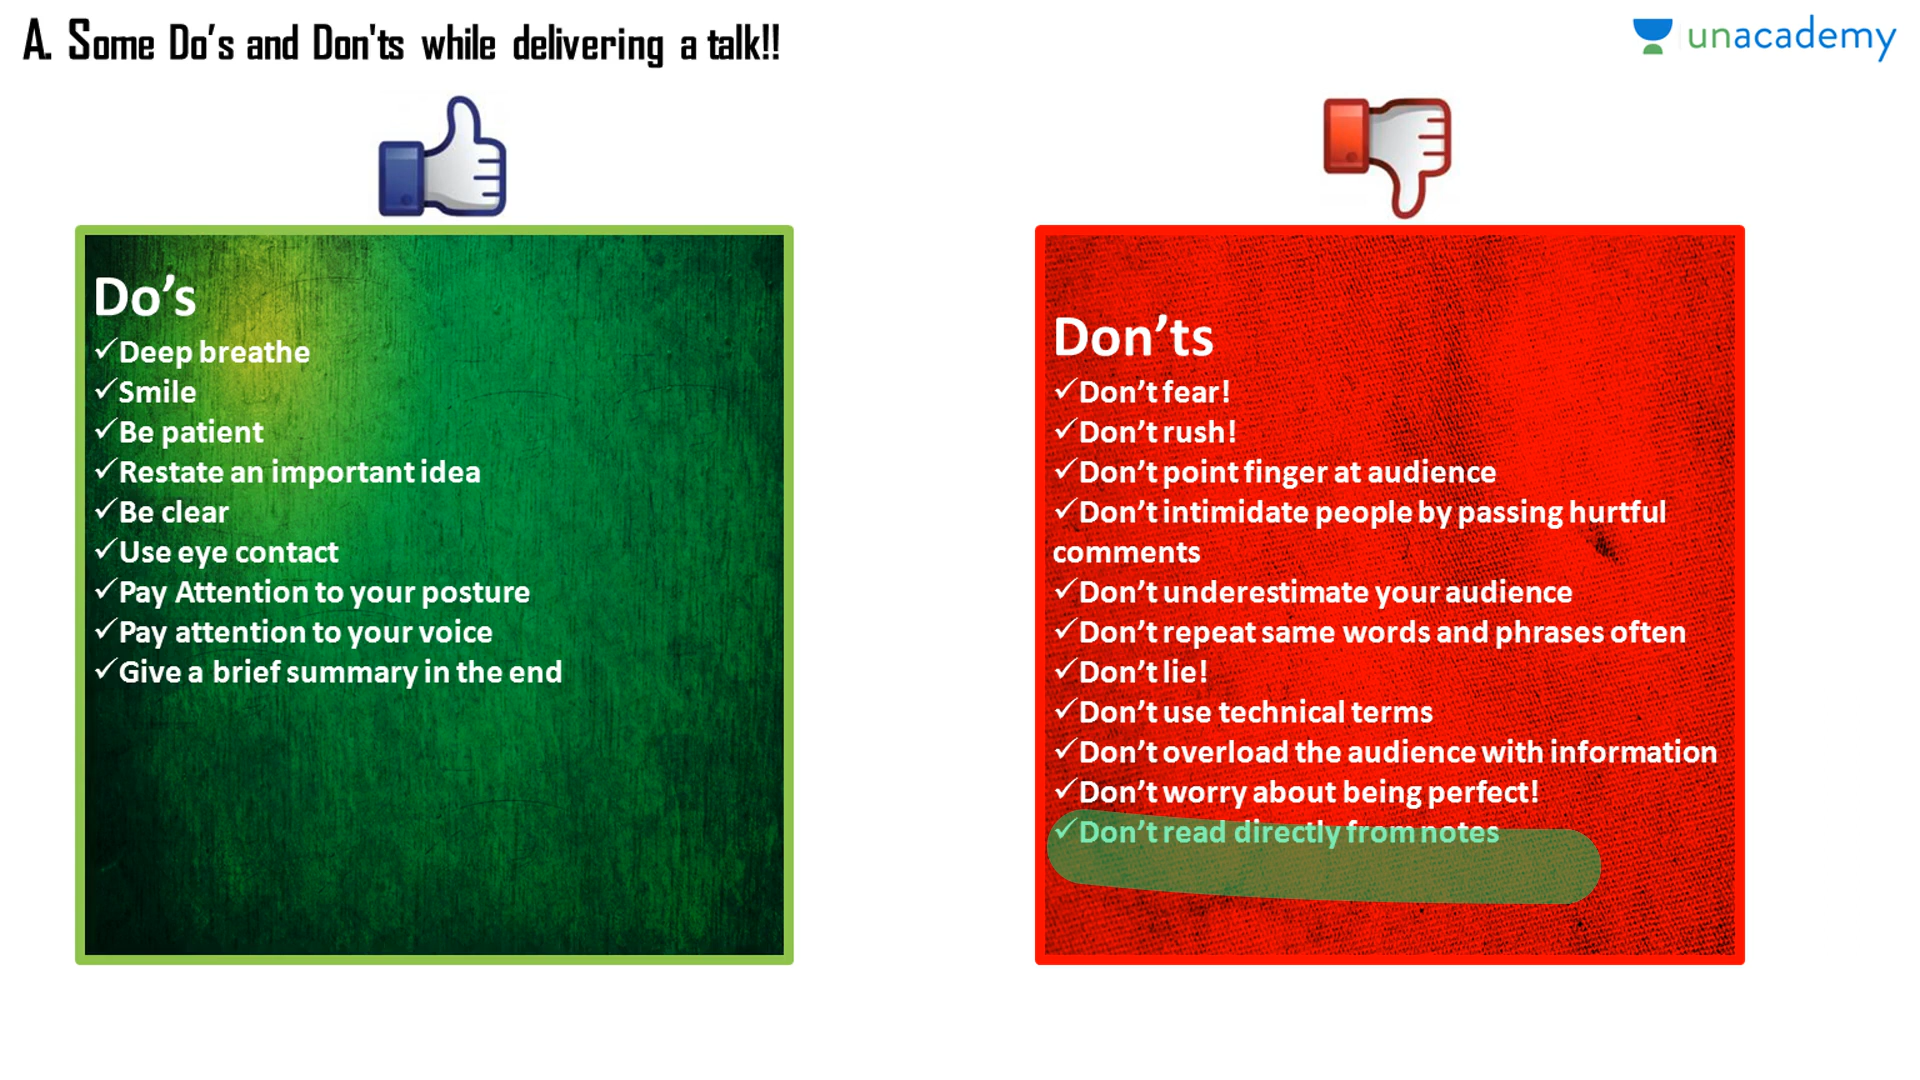 A. Some Do’s and Don'ts while delivering a talk!!
unacademy
Do’s
✓Deep breathe
✓Smile
✓Be patient
✓Restate an important idea
✓Be clear
✓Use eye contact
✓Pay Attention to your posture
✓Pay attention to your voice
✓Give a brief summary in the end
Don’ts
✓Don’t fear!
✓Don’t rush!
✓Don’t point finger at audience
✓Don’t intimidate people by passing hurtful
comments
✓Don’t underestimate your audience
✓Don’t repeat same words and phrases often
✓Don’t lie!
✓Don’t use technical terms
✓Don’t overload the audience with information
✓Don’t worry about being perfect!
✓Don’t read directly from notes